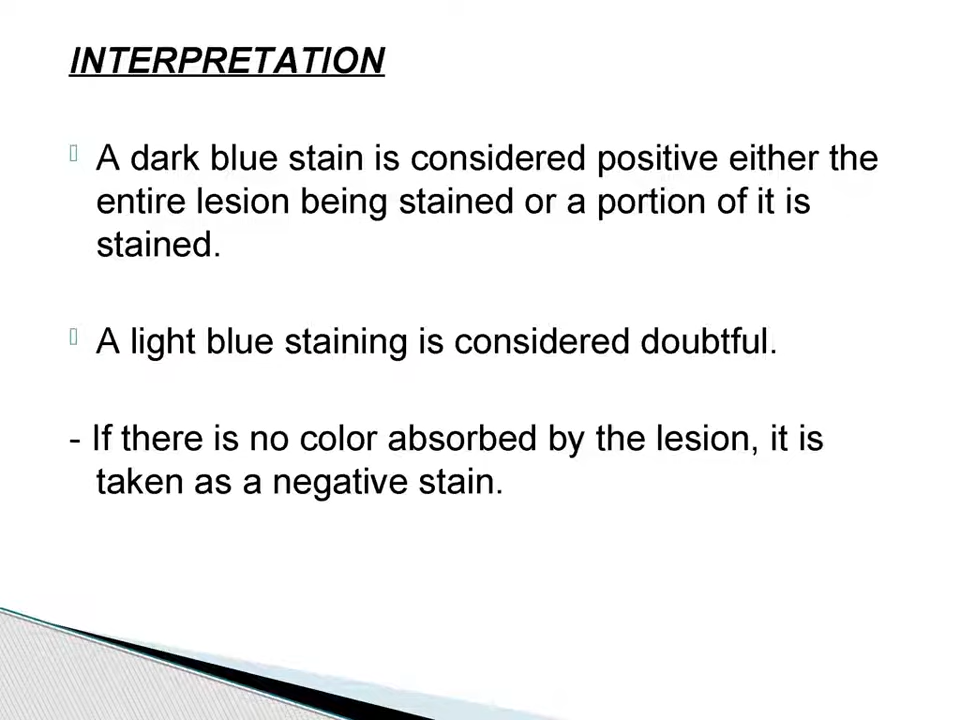 INTERPRETATION
A dark blue stain is considered positive either the
entire lesion being stained or a portion of it is
stained.
A light blue staining is considered doubtful.
- If there is no color absorbed by the lesion, it is
taken as a negative stain.